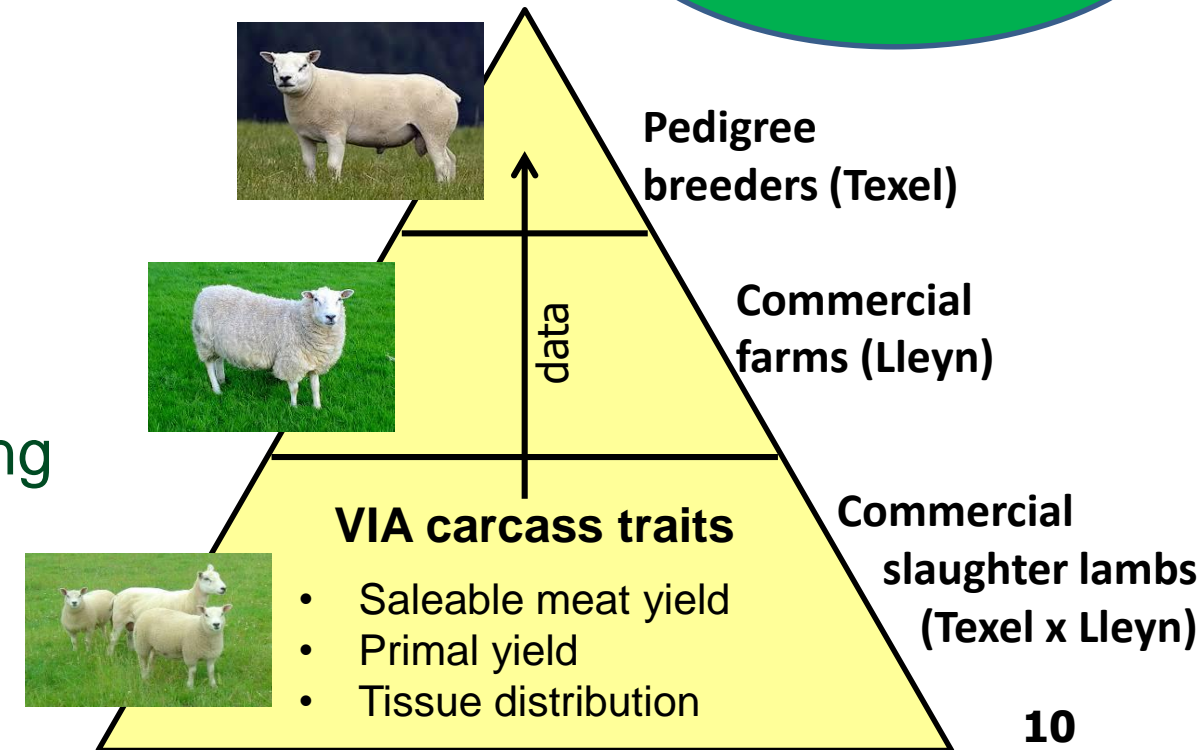 Pedigree
breeders (Texel)
data
Commercial
farms (Lleyn)
ng
VIA carcass traits
• Saleable meat yield
• Primal yield
• Tissue distribution
Commercial
slaughter lambs
(Texel x Lleyn)
10